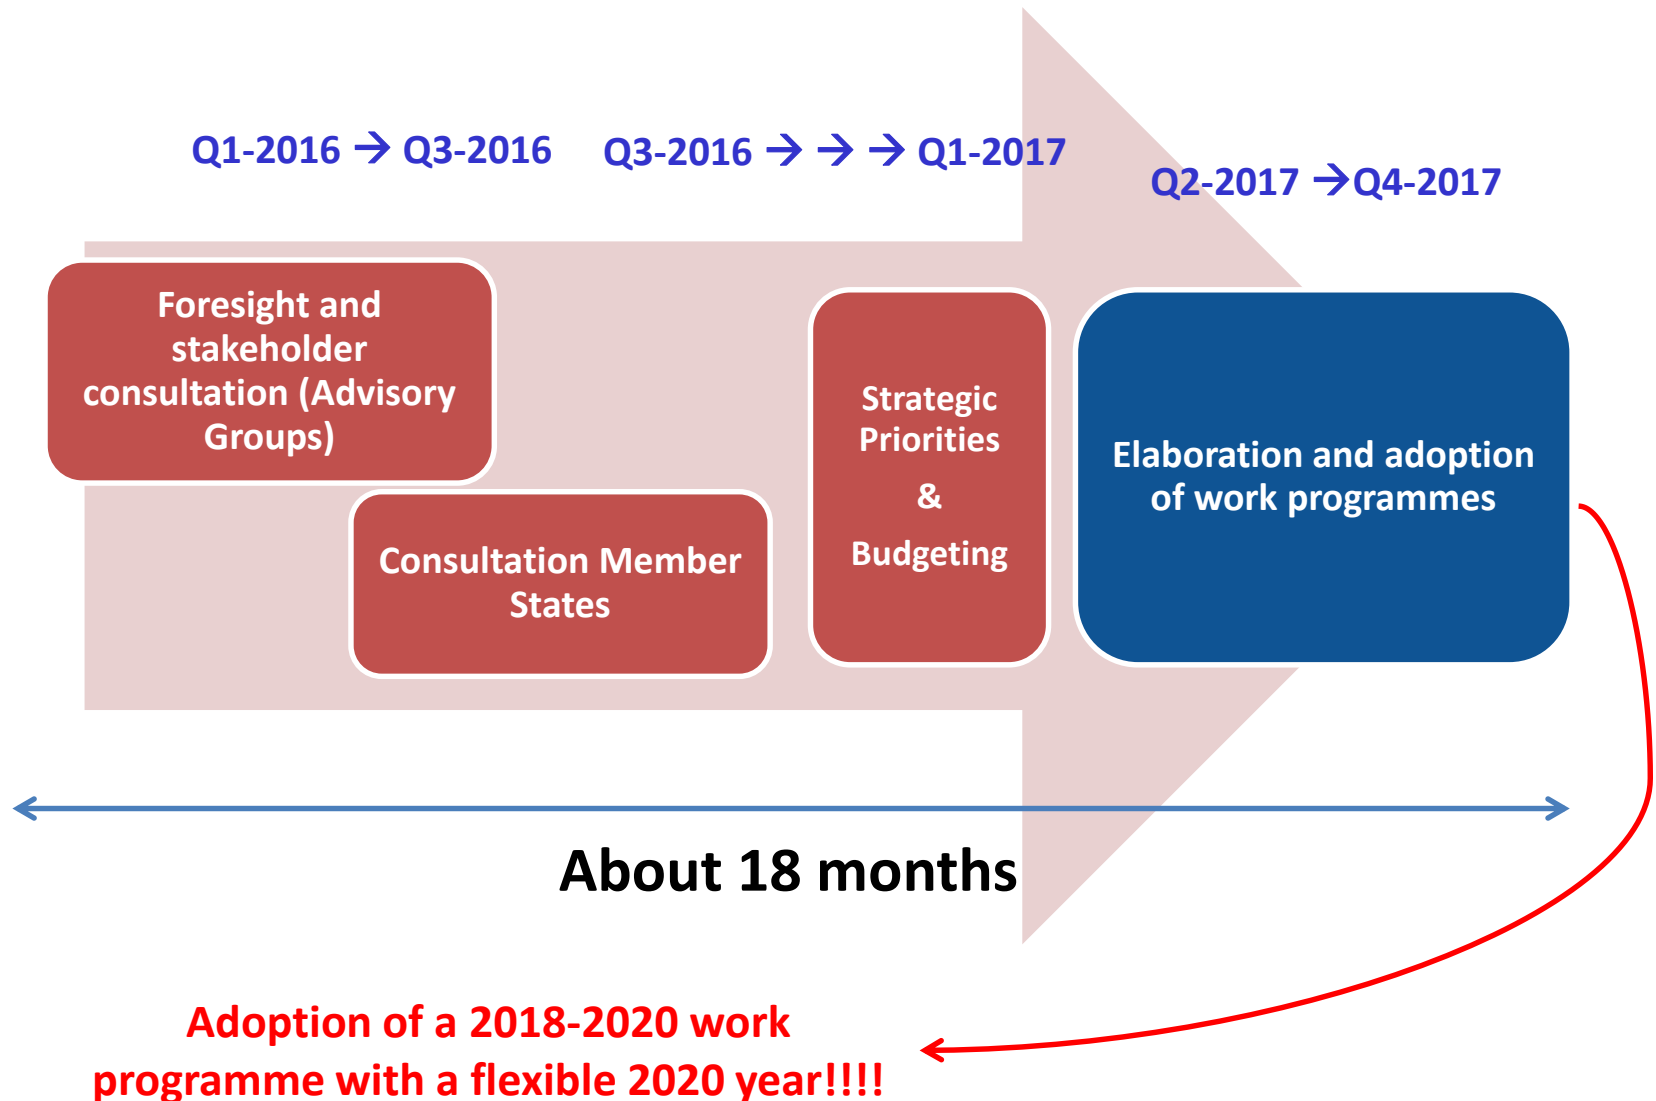 Q1-2016 → Q3-2016
Q3-2016 → → → Q1-2017
Q2-2017 →Q4-2017
Foresight and
stakeholder
consultation (Advisory
Groups)
Consultation Member
States
Strategic
Priorities
&
Budgeting
Elaboration and adoption
of work programmes
About 18 months
Adoption of a 2018-2020 work
programme with a flexible 2020 year!!!!